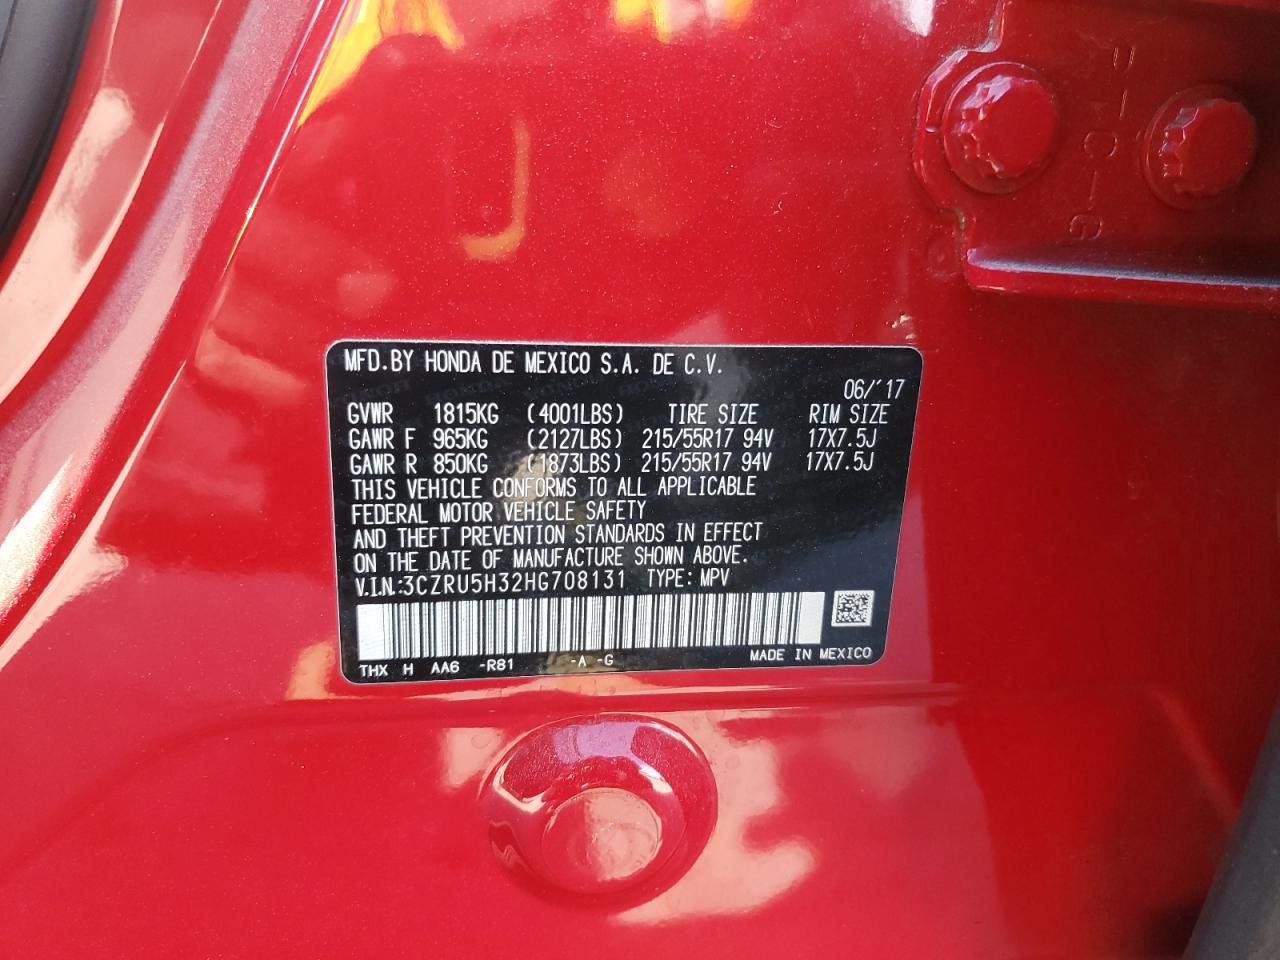 MFD.BY HONDA DE MEXICO S.A. DE C.V.
06/'17
GVWR 1815KG (4001LBS) TIRE SIZE RIM SIZE
GAWR F 965KG (2127LBS) 215/55R17 94V 17X7.5J
GAWR R 850KG (1873LBS) 215/55R17 94V 17X7.5J
THIS VEHICLE CONFORMS TO ALL APPLICABLE
FEDERAL MOTOR VEHICLE SAFETY
AND THEFT PREVENTION STANDARDS IN EFFECT
ON THE DATE OF MANUFACTURE SHOWN ABOVE.
V.I.N.:3CZRU5H32HG708131 TYPE: MPV
THX H AA6 -R81 -A -G MADE IN MEXICO